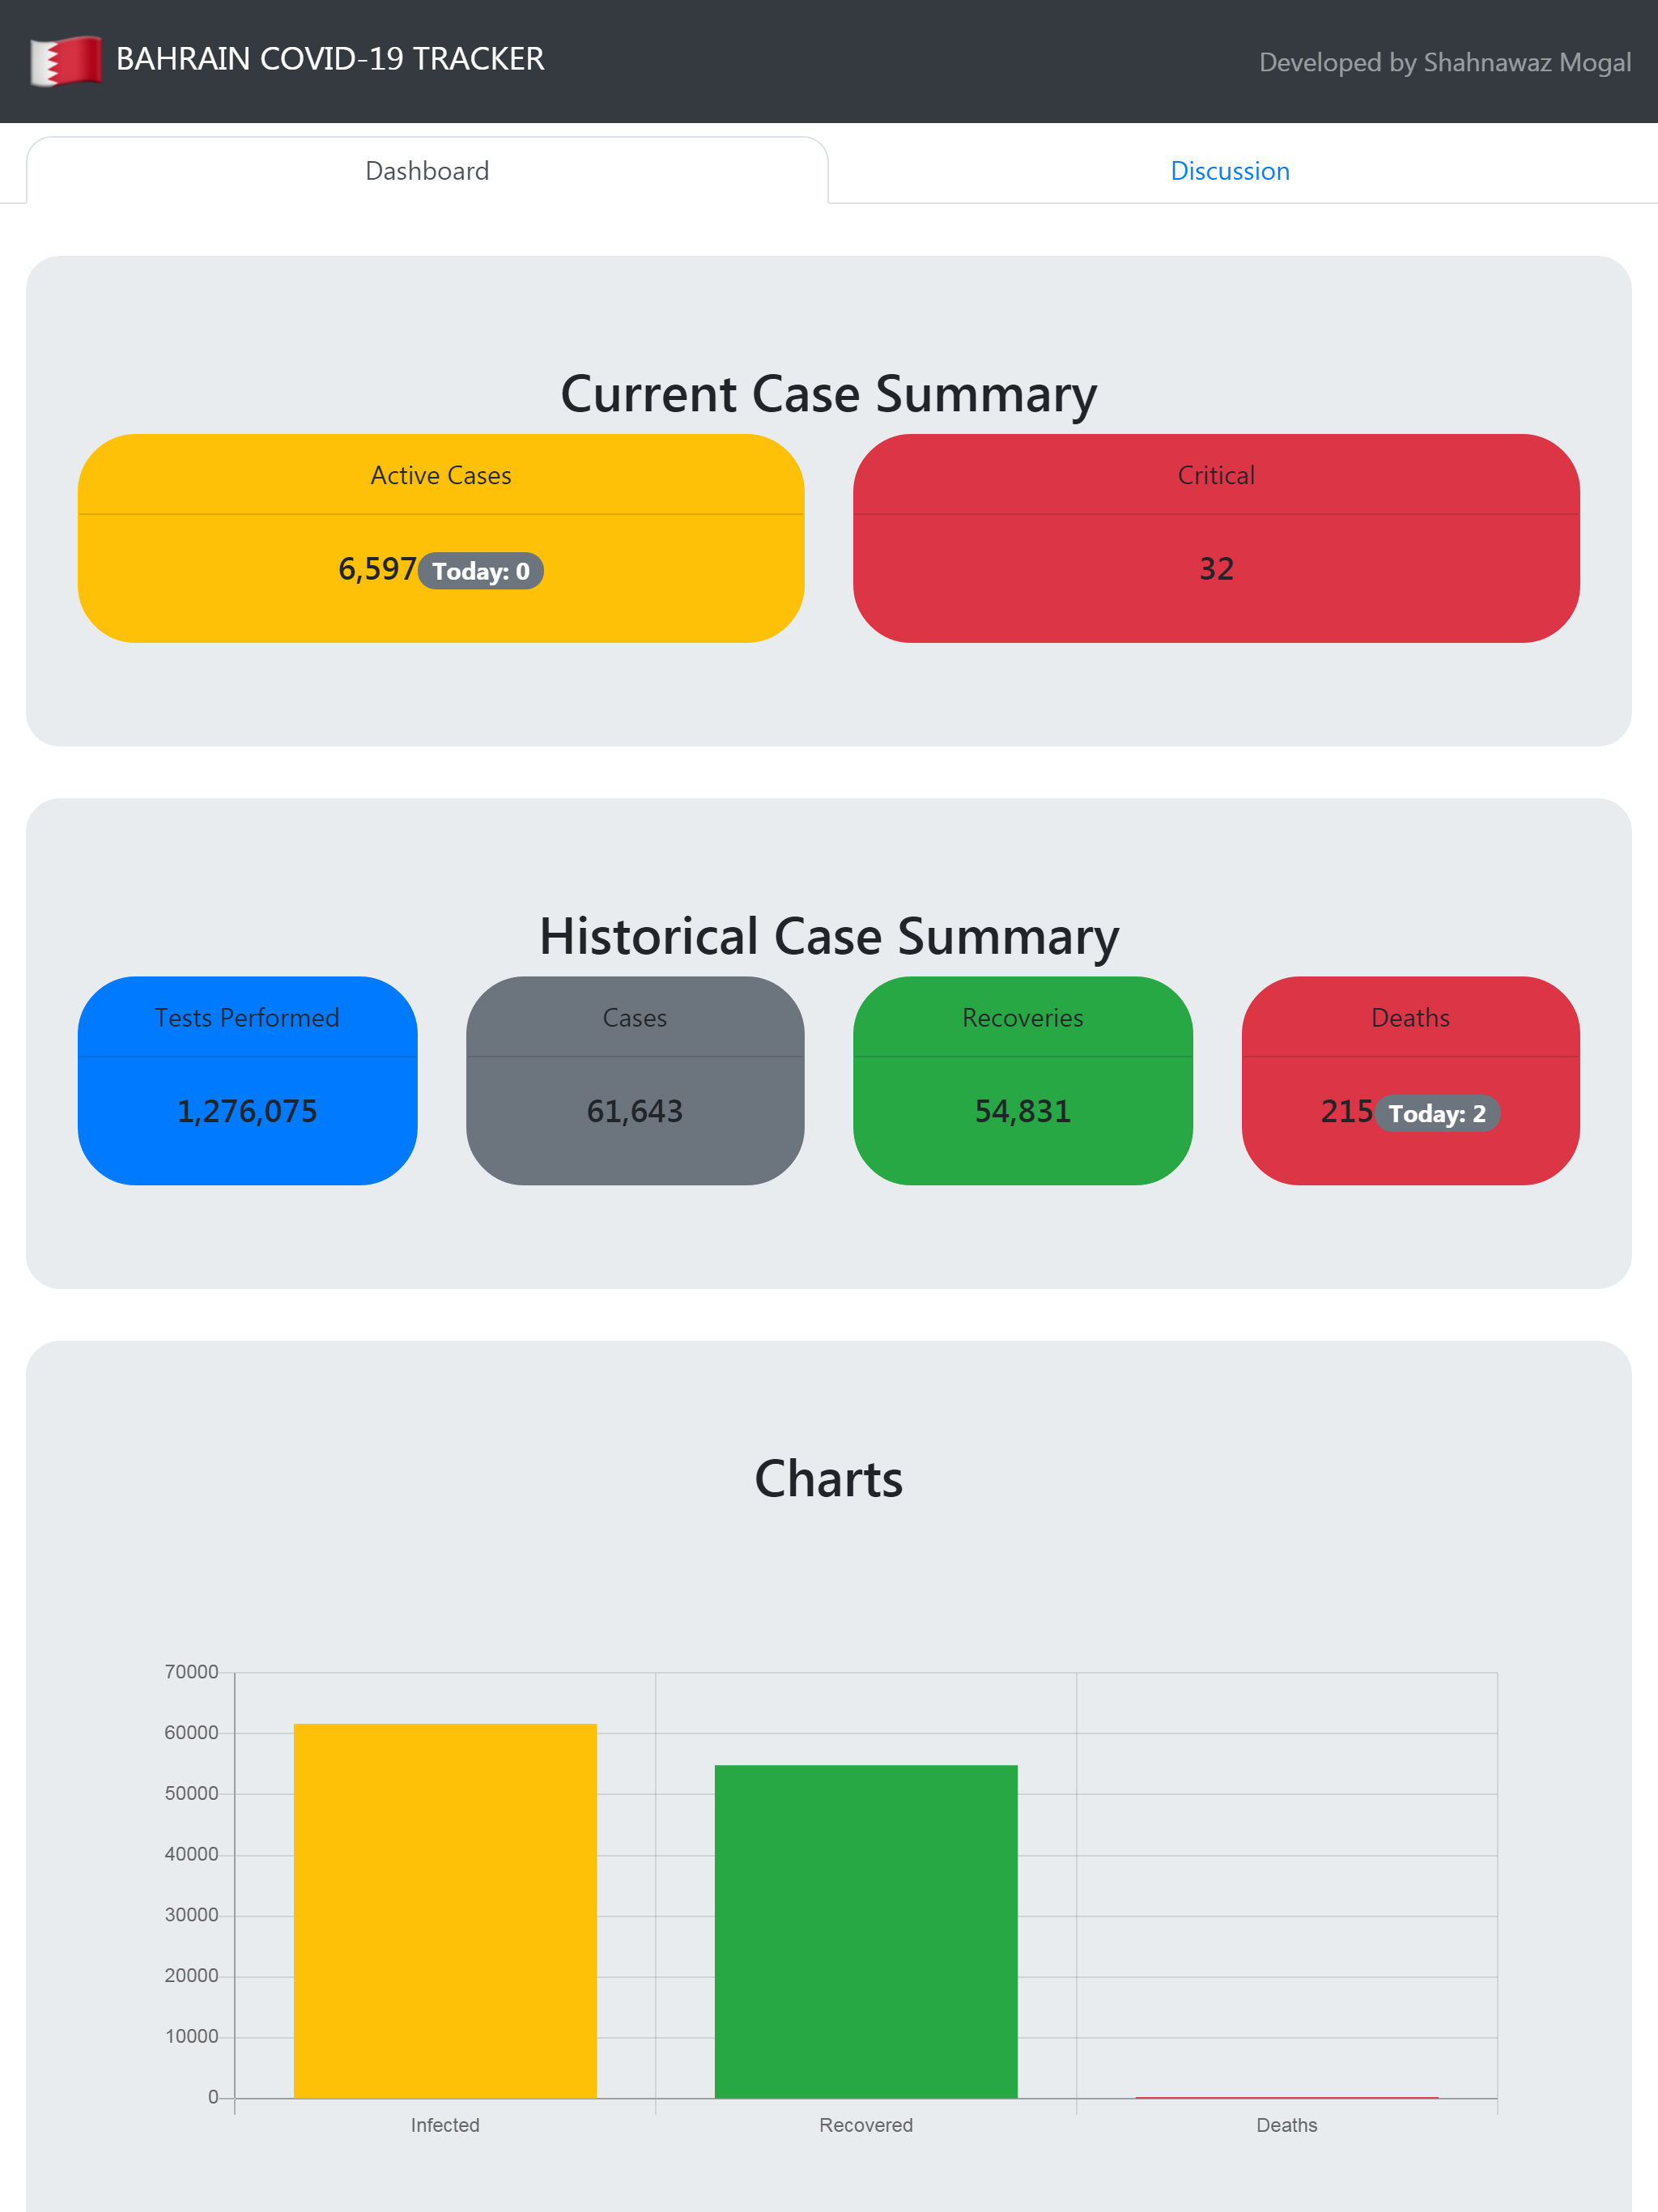 BAHRAIN COVID-19 TRACKER
Developed by Shahnawaz Mogal
Dashboard
Discussion
Current Case Summary
Active Cases
6,597 Today: 0
Critical
32
Historical Case Summary
Tests Performed
1,276,075
Cases
61,643
Recoveries
54,831
Deaths
215 Today: 2
Charts
70000
60000
50000
40000
30000
20000
10000
0
Infected
Recovered
Deaths